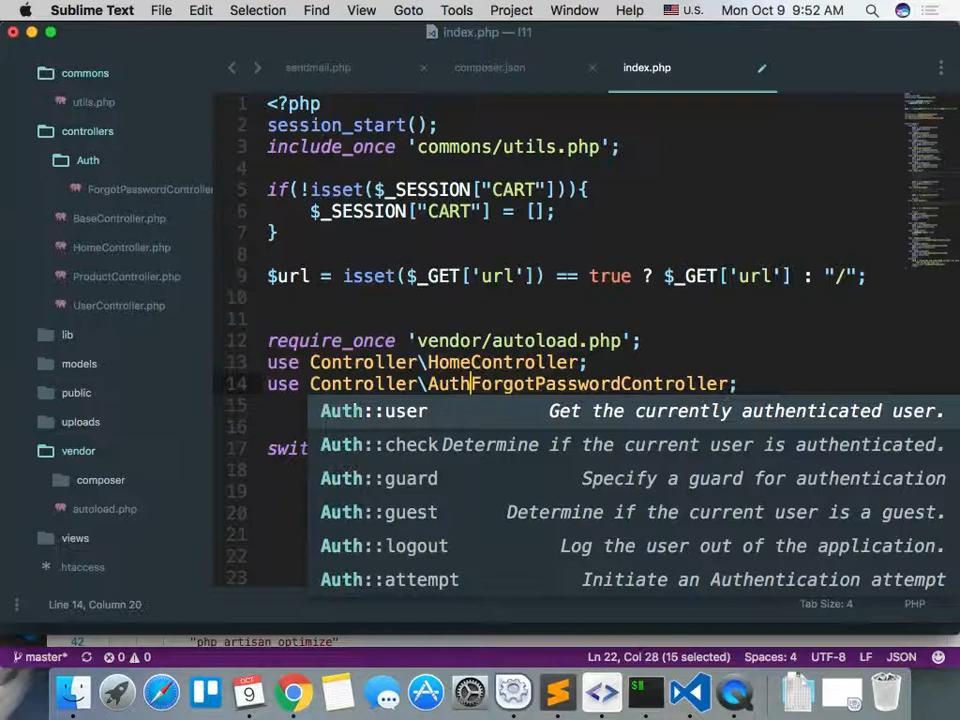 Sublime Text File Edit Selection Find View Goto Tools Project Window Help U.S. Mon Oct 9 9:52 AM
index.php — l11
sendmail.php × composer.json × index.php
commons
utils.php
controllers
Auth
ForgotPasswordController
BaseController.php
HomeController.php
ProductController.php
UserController.php
lib
models
public
uploads
vendor
composer
autoload.php
views
.htaccess
1 <?php
2 session_start();
3 include_once 'commons/utils.php';
4
5 if(!isset($_SESSION["CART"])){
6 $_SESSION["CART"] = [];
7 }
8
9 $url = isset($_GET['url']) == true ? $_GET['url'] : "/";
10
11
12 require_once 'vendor/autoload.php';
13 use Controller\HomeController;
14 use Controller\AuthForgotPasswordController;
15
16
17 swit
18
19
20
21
22
23
Auth::user Get the currently authenticated user.
Auth::check Determine if the current user is authenticated.
Auth::guard Specify a guard for authentication
Auth::guest Determine if the current user is a guest.
Auth::logout Log the user out of the application.
Auth::attempt Initiate an Authentication attempt
Line 14, Column 20 Tab Size: 4 PHP
42 "php artisan optimize"
master* 0 0 Ln 22, Col 28 (15 selected) Spaces: 4 UTF-8 LF JSON
OCT
9